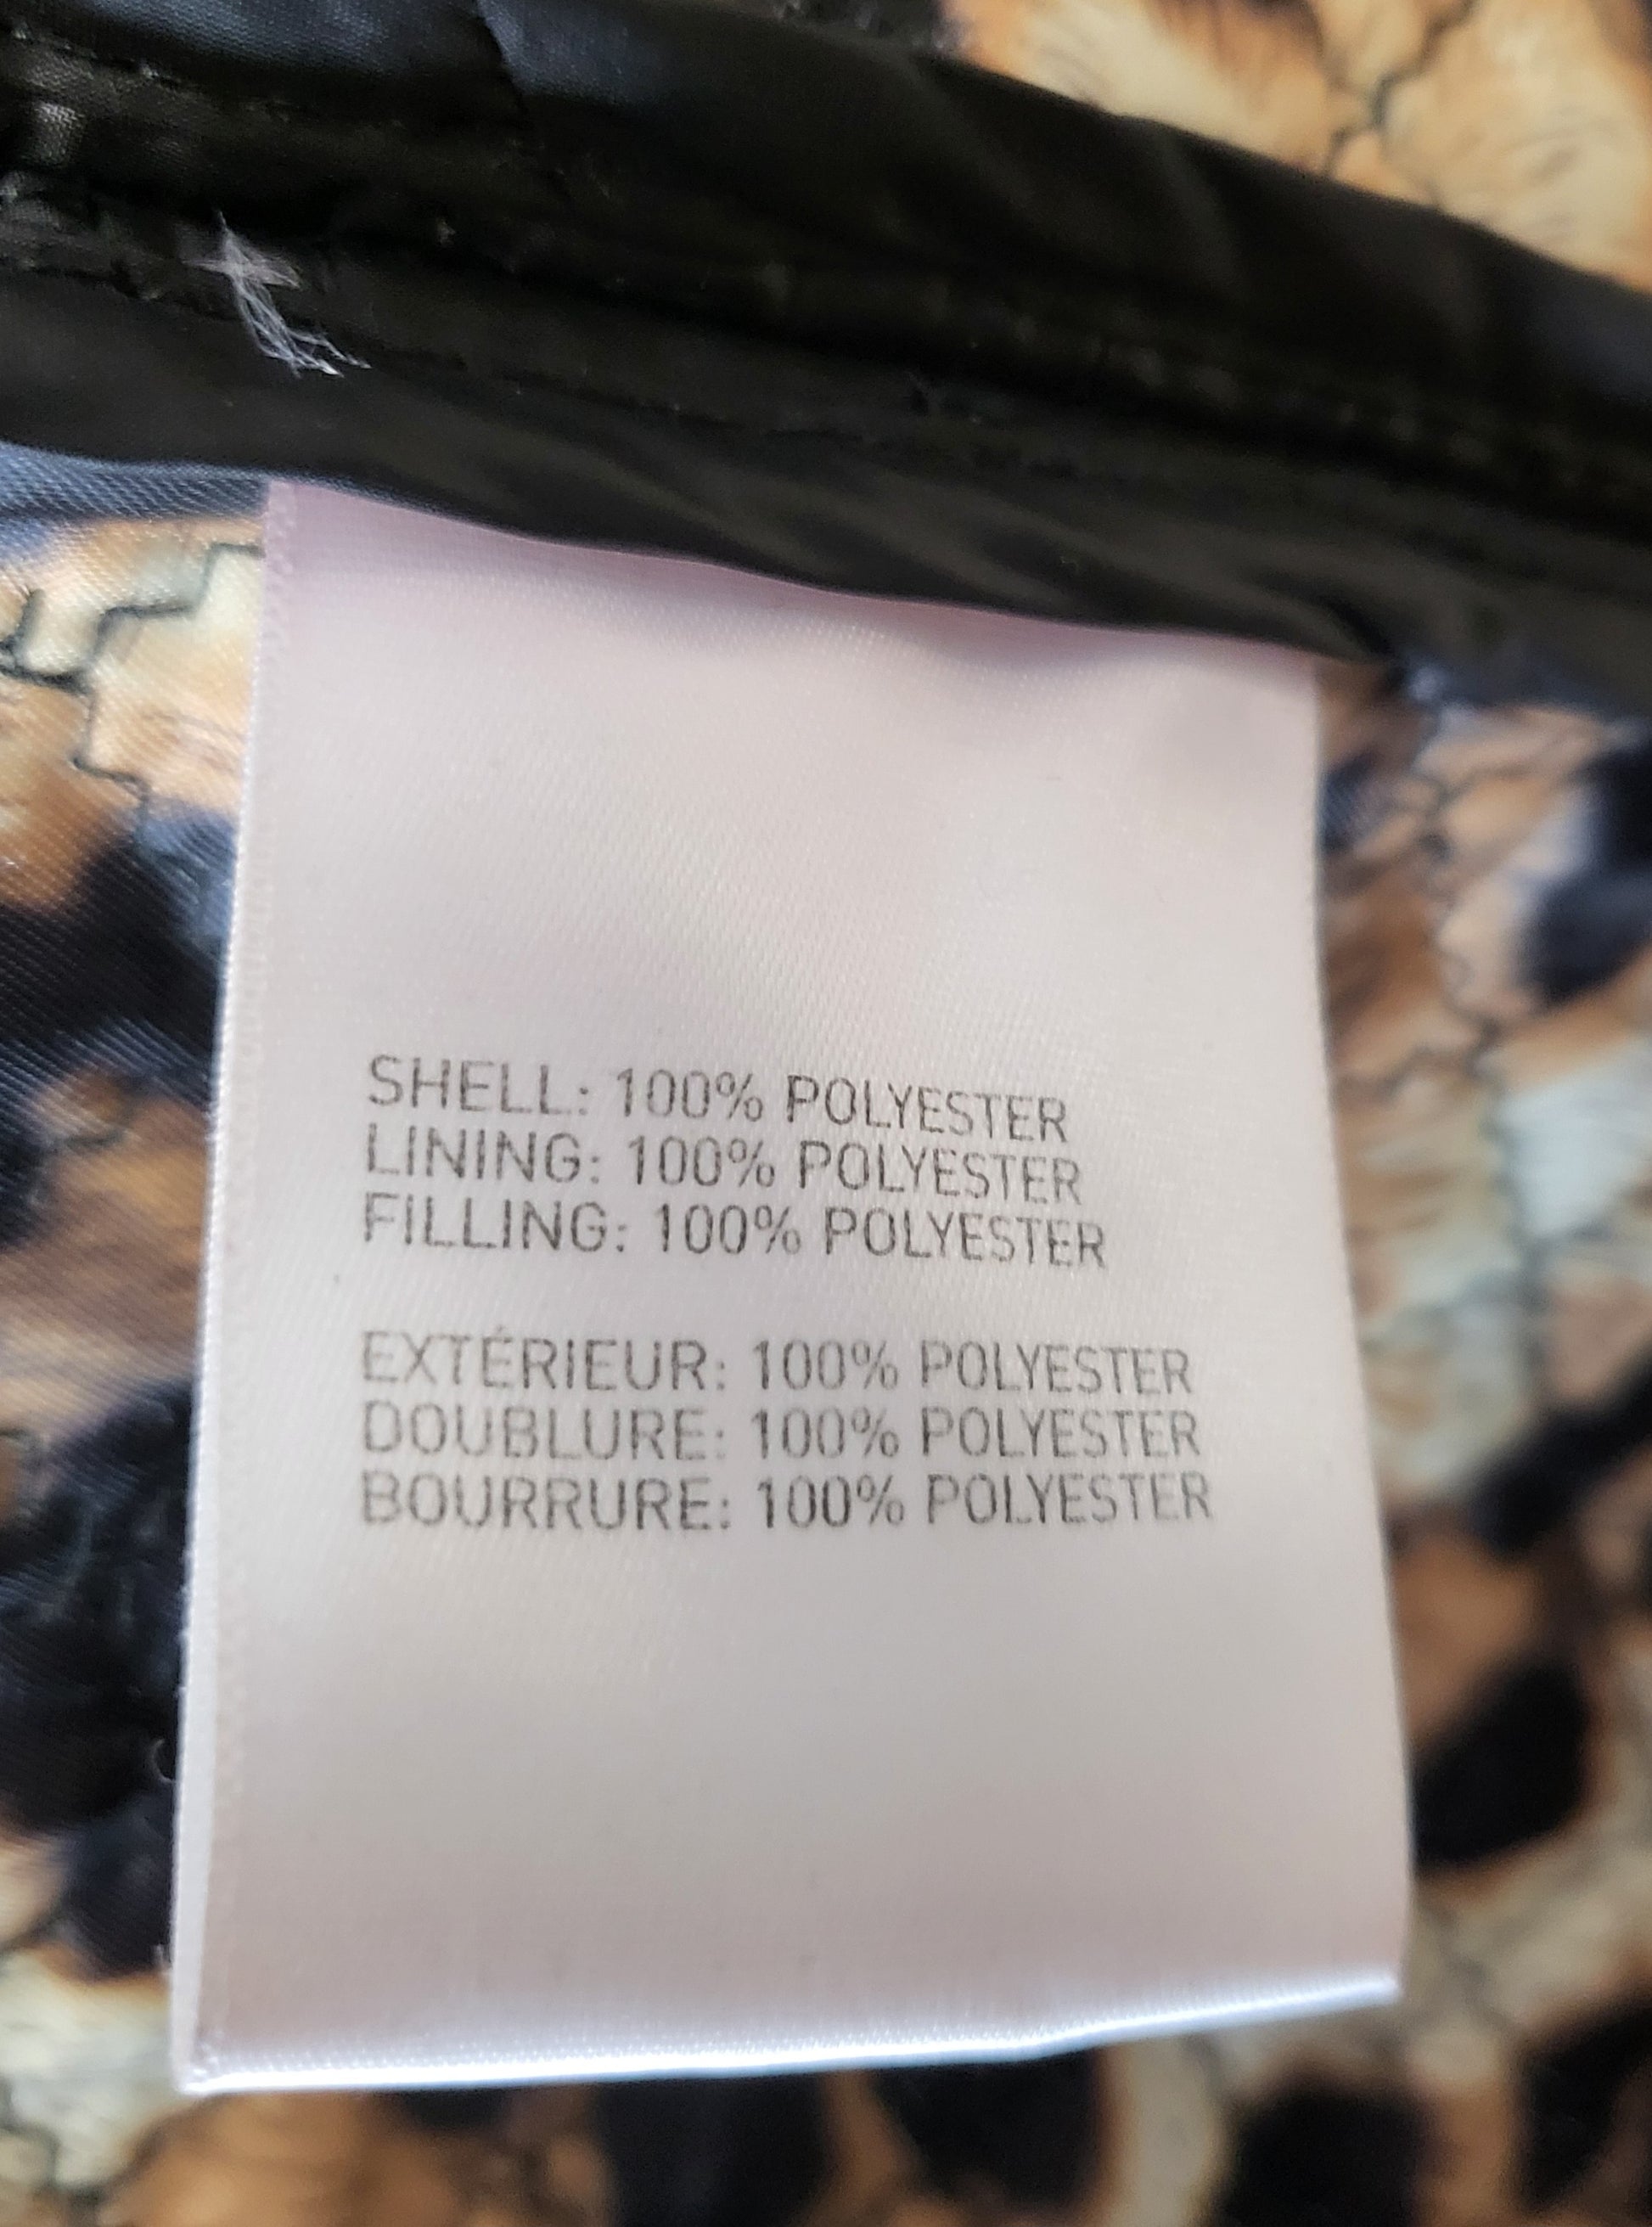 SHELL: 100% POLYESTER
LINING: 100% POLYESTER
FILLING: 100% POLYESTER
EXTÉRIEUR: 100% POLYESTER
DOUBLURE: 100% POLYESTER
BOURRURE: 100% POLYESTER